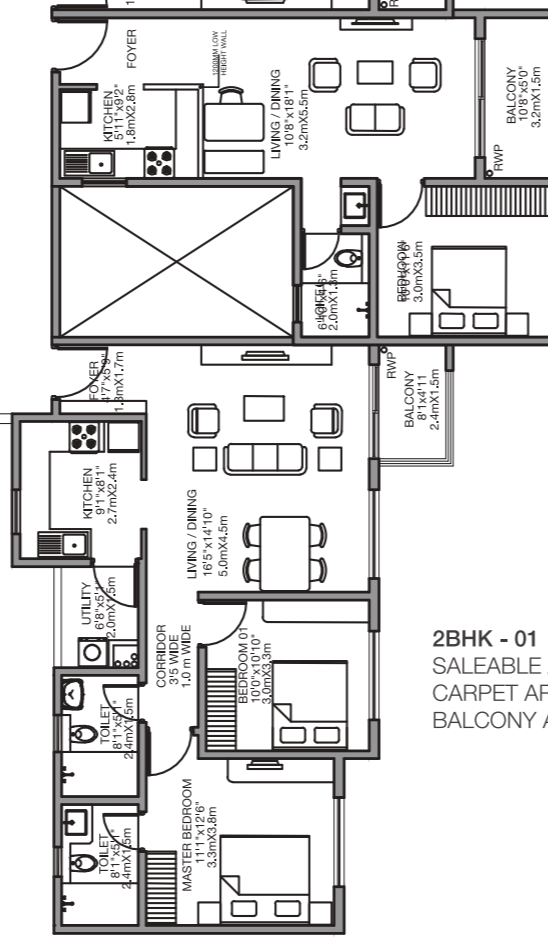 FOYER
1200MM LOW
HEIGHT WALL
KITCHEN
5'11"x9'2"
1.8mX2.8m
LIVING / DINING
10'8"x18'1"
3.2mX5.5m
BALCONY
10'8"x5'0"
3.2mX1.5m
RWP
2.0mX1.3m
3.0mX3.5m
FOYER
4'7"x5'9"
1.3mX1.7m
RWP
BALCONY
8'1x4'11
2.4mX1.5m
KITCHEN
9'1"x8'1"
2.7mX2.4m
LIVING / DINING
16'5"x14'10"
5.0mX4.5m
UTILITY
6'8"x5'1"
2.0mX1.5m
CORRIDOR
3'5 WIDE
1.0 m WIDE
BEDROOM 01
10'0"x10'10"
3.0mX3.3m
TOILET
8'1"x5'1"
2.4mX1.5m
MASTER BEDROOM
11'1"x12'6"
3.3mX3.8m
TOILET
8'1"x5'1"
2.4mX1.5m
2BHK - 01
SALEABLE
CARPET
BALCONY